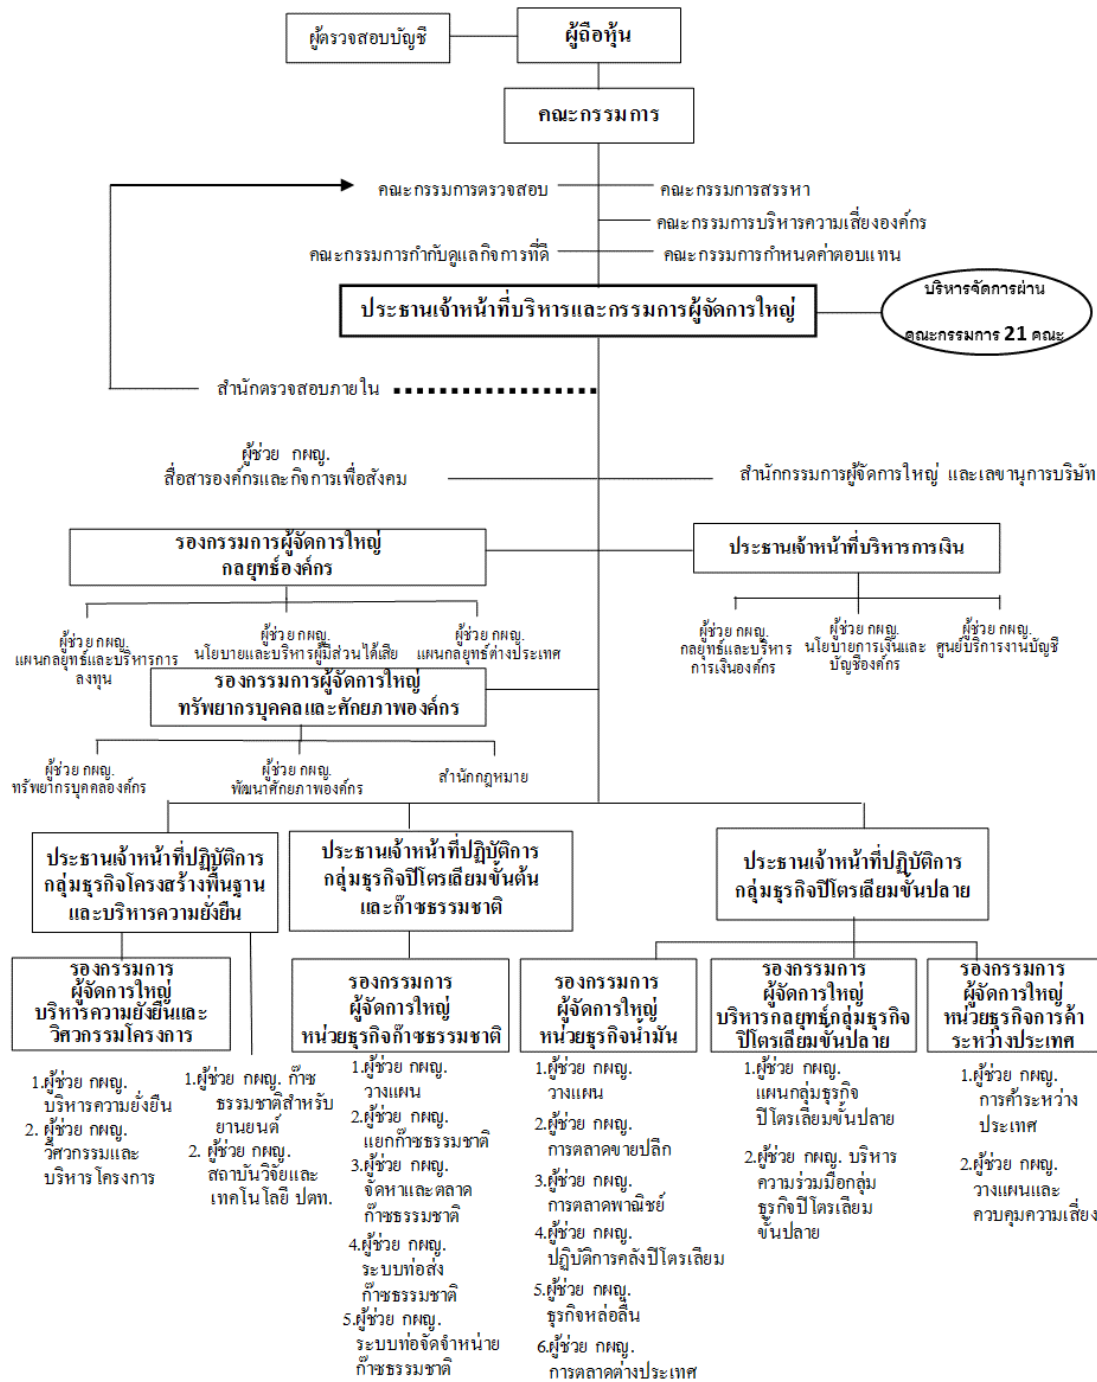 ผู้ตรวจสอบบัญชี
ผู้ถือหุ้น
คณะกรรมการ
คณะกรรมการตรวจสอบ
คณะกรรมการสรรหา
คณะกรรมการบริหารความเสี่ยงองค์กร
คณะกรรมการกำกับดูแลกิจการที่ดี
คณะกรรมการกำหนดค่าตอบแทน
ประธานเจ้าหน้าที่บริหารและกรรมการผู้จัดการใหญ่
บริหารจัดการผ่าน
คณะกรรมการ 21 คณะ
สำนักตรวจสอบภายใน
ผู้ช่วย กผญ.
สื่อสารองค์กรและกิจการเพื่อสังคม
สำนักกรรมการผู้จัดการใหญ่ และเลขานุการบริษัท
รองกรรมการผู้จัดการใหญ่
กลยุทธ์องค์กร
ประธานเจ้าหน้าที่บริหารการเงิน
ผู้ช่วย กผญ.
แผนกลยุทธ์และบริหารการ
ลงทุน
ผู้ช่วย กผญ.
นโยบายและบริหารผู้มีส่วนได้เสีย
ผู้ช่วย กผญ.
แผนกลยุทธ์ต่างประเทศ
ผู้ช่วย กผญ.
กลยุทธ์และบริหาร
การเงินองค์กร
ผู้ช่วย กผญ.
นโยบายการเงินและ
บัญชีองค์กร
ผู้ช่วย กผญ.
ศูนย์บริการงานบัญชี
รองกรรมการผู้จัดการใหญ่
ทรัพยากรบุคคลและศักยภาพองค์กร
ผู้ช่วย กผญ.
ทรัพยากรบุคคลองค์กร
ผู้ช่วย กผญ.
พัฒนาศักยภาพองค์กร
สำนักกฎหมาย
ประธานเจ้าหน้าที่ปฏิบัติการ
กลุ่มธุรกิจโครงสร้างพื้นฐาน
และบริหารความยั่งยืน
ประธานเจ้าหน้าที่ปฏิบัติการ
กลุ่มธุรกิจปิโตรเลียมขั้นต้น
และก๊าซธรรมชาติ
ประธานเจ้าหน้าที่ปฏิบัติการ
กลุ่มธุรกิจปิโตรเลียมขั้นปลาย
รองกรรมการ
ผู้จัดการใหญ่
บริหารความยั่งยืนและ
วิศวกรรมโครงการ
รองกรรมการ
ผู้จัดการใหญ่
หน่วยธุรกิจก๊าซธรรมชาติ
รองกรรมการ
ผู้จัดการใหญ่
หน่วยธุรกิจน้ำมัน
รองกรรมการ
ผู้จัดการใหญ่
บริหารกลยุทธ์กลุ่มธุรกิจ
ปิโตรเลียมขั้นปลาย
รองกรรมการ
ผู้จัดการใหญ่
หน่วยธุรกิจการค้า
ระหว่างประเทศ
1.ผู้ช่วย กผญ.
บริหารความยั่งยืน
2. ผู้ช่วย กผญ.
วิศวกรรมและ
บริหารโครงการ
1.ผู้ช่วย กผญ. ก๊าซ
ธรรมชาติสำหรับ
ยานยนต์
2. ผู้ช่วย กผญ.
สถาบันวิจัยและ
เทคโนโลยี ปตท.
1.ผู้ช่วย กผญ.
วางแผน
2.ผู้ช่วย กผญ.
แยกก๊าซธรรมชาติ
3.ผู้ช่วย กผญ.
จัดหาและตลาด
ก๊าซธรรมชาติ
4.ผู้ช่วย กผญ.
ระบบท่อส่ง
ก๊าซธรรมชาติ
5.ผู้ช่วย กผญ.
ระบบท่อจัดจำหน่าย
ก๊าซธรรมชาติ
1.ผู้ช่วย กผญ.
วางแผน
2.ผู้ช่วย กผญ.
การตลาดขายปลีก
3.ผู้ช่วย กผญ.
การตลาดพาณิชย์
4.ผู้ช่วย กผญ.
ปฏิบัติการคลังปิโตรเลียม
5.ผู้ช่วย กผญ.
ธุรกิจหล่อลื่น
6.ผู้ช่วย กผญ.
การตลาดต่างประเทศ
1.ผู้ช่วย กผญ.
แผนกลุ่มธุรกิจ
ปิโตรเลียมขั้นปลาย
2.ผู้ช่วย กผญ. บริหาร
ความร่วมมือกลุ่ม
ธุรกิจปิโตรเลียม
ขั้นปลาย
1.ผู้ช่วย กผญ.
การค้าระหว่าง
ประเทศ
2.ผู้ช่วย กผญ.
วางแผนและ
ควบคุมความเสี่ยง